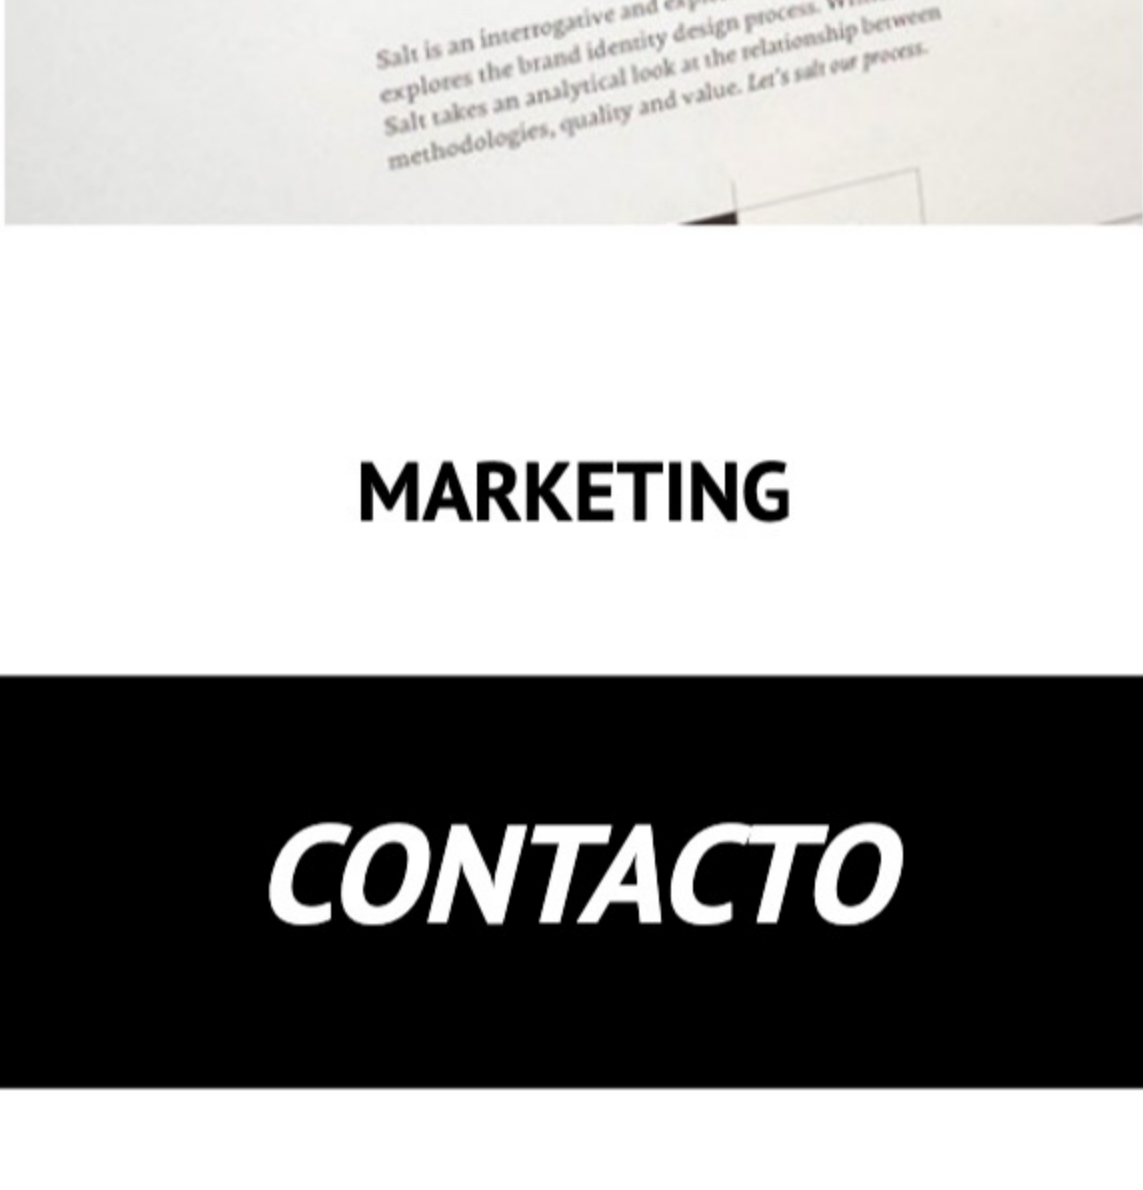 Salt is an interrogative and
explores the brand identity design process.
Salt takes an analytical look at the relationship between
methodologies, quality and value. Let's salt our process.
MARKETING
CONTACTO